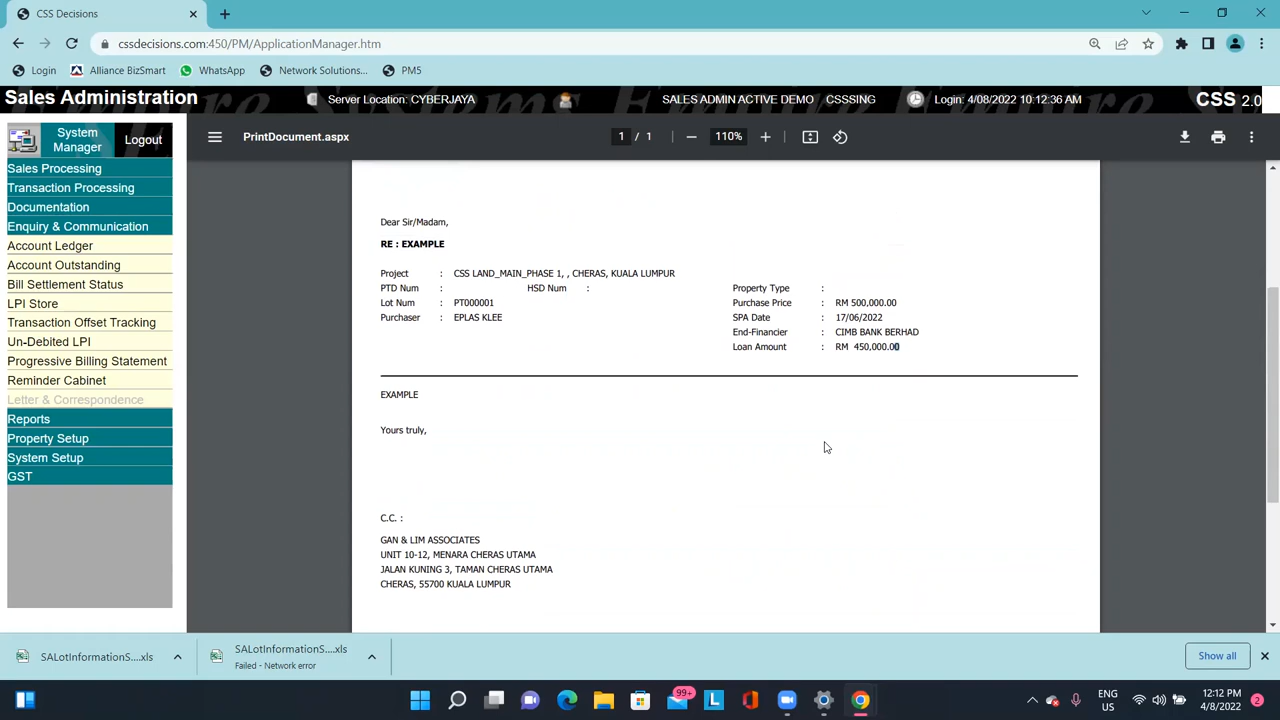 CSS Decisions
cssdecisions.com:450/PM/ApplicationManager.htm
Login
Alliance BizSmart
WhatsApp
Network Solutions...
PM5
Sales Administration
Server Location: CYBERJAYA
SALES ADMIN ACTIVE DEMO
CSSSING
Login: 4/08/2022 10:12:36 AM
CSS 2.0
System Manager
Logout
PrintDocument.aspx
1 / 1
110%
Sales Processing
Transaction Processing
Documentation
Enquiry & Communication
Account Ledger
Account Outstanding
Bill Settlement Status
LPI Store
Transaction Offset Tracking
Un-Debited LPI
Progressive Billing Statement
Reminder Cabinet
Letter & Correspondence
Reports
Property Setup
System Setup
GST
Dear Sir/Madam,
RE : EXAMPLE
Project : CSS LAND_MAIN_PHASE 1, , CHERAS, KUALA LUMPUR
PTD Num : HSD Num : Property Type :
Lot Num : PT000001 Purchase Price : RM 500,000.00
Purchaser : EPLAS KLEE SPA Date : 17/06/2022
End-Financier : CIMB BANK BERHAD
Loan Amount : RM 450,000.00
EXAMPLE
Yours truly,
C.C. :
GAN & LIM ASSOCIATES
UNIT 10-12, MENARA CHERAS UTAMA
JALAN KUNING 3, TAMAN CHERAS UTAMA
CHERAS, 55700 KUALA LUMPUR
SALotInformationS....xls
SALotInformationS....xls
Failed - Network error
Show all
99+
ENG
US
12:12 PM
4/8/2022
2